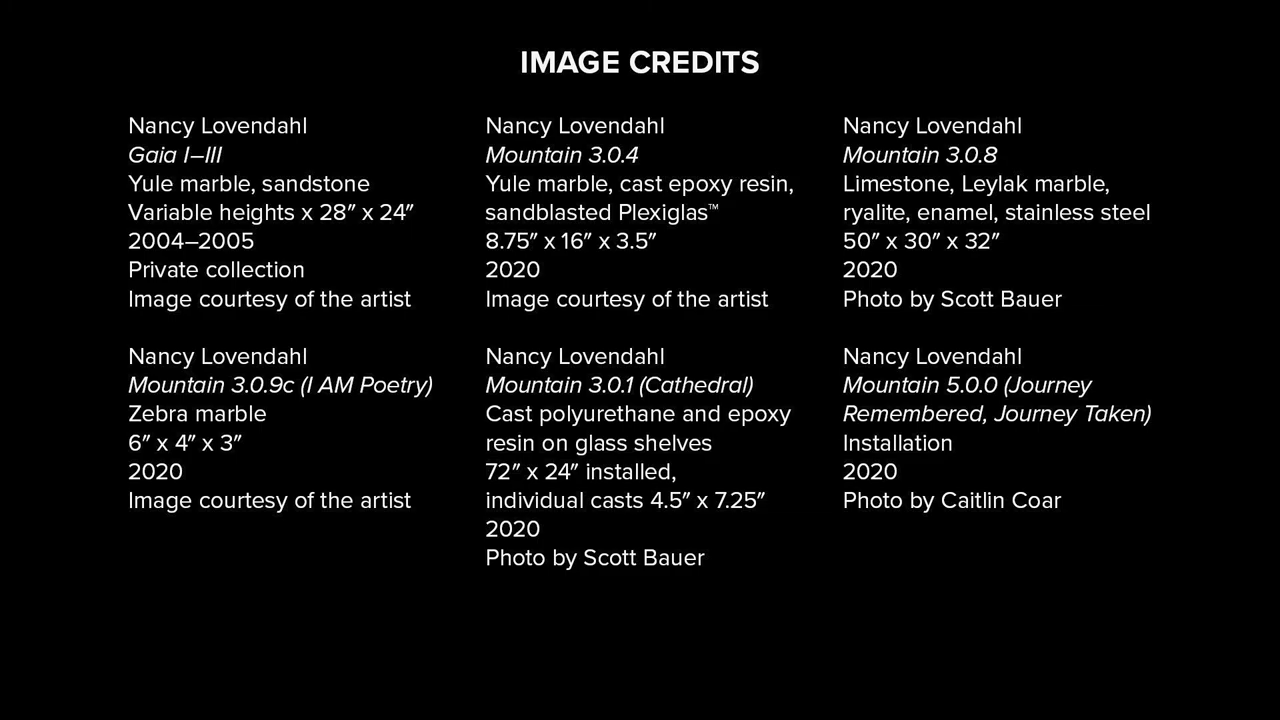 IMAGE CREDITS
Nancy Lovendahl
Gaia I–III
Yule marble, sandstone
Variable heights x 28″ x 24″
2004–2005
Private collection
Image courtesy of the artist
Nancy Lovendahl
Mountain 3.0.4
Yule marble, cast epoxy resin,
sandblasted Plexiglas™
8.75″ x 16″ x 3.5″
2020
Image courtesy of the artist
Nancy Lovendahl
Mountain 3.0.8
Limestone, Leylak marble,
ryalite, enamel, stainless steel
50″ x 30″ x 32″
2020
Photo by Scott Bauer
Nancy Lovendahl
Mountain 3.0.9c (I AM Poetry)
Zebra marble
6″ x 4″ x 3″
2020
Image courtesy of the artist
Nancy Lovendahl
Mountain 3.0.1 (Cathedral)
Cast polyurethane and epoxy
resin on glass shelves
72″ x 24″ installed,
individual casts 4.5″ x 7.25″
2020
Photo by Scott Bauer
Nancy Lovendahl
Mountain 5.0.0 (Journey
Remembered, Journey Taken)
Installation
2020
Photo by Caitlin Coar